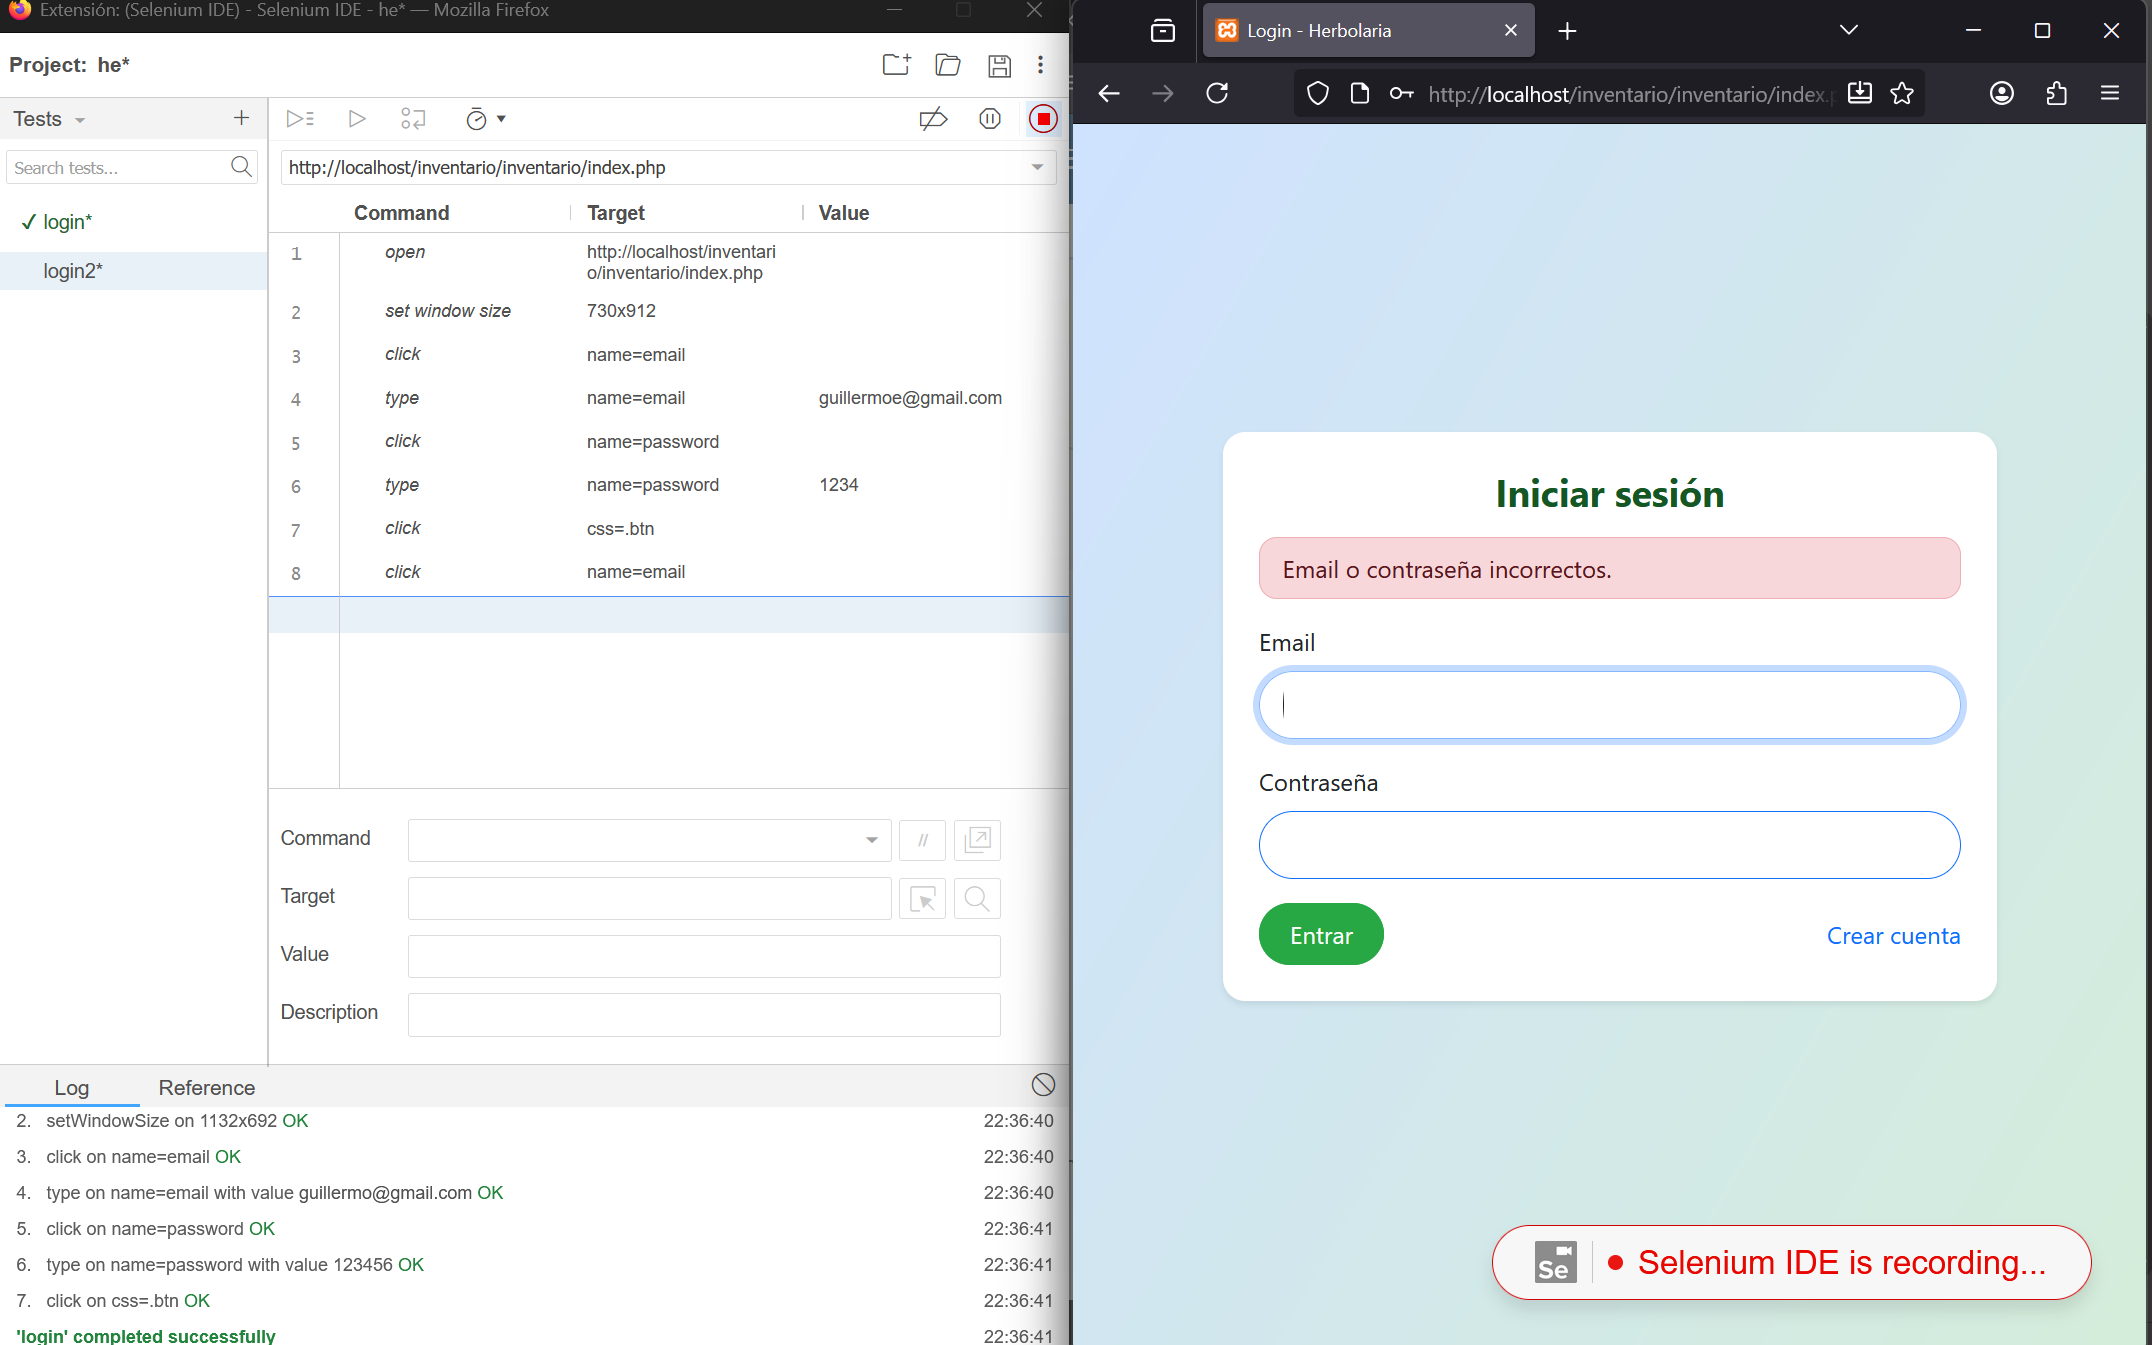 Extensión: (Selenium IDE) - Selenium IDE - he* — Mozilla Firefox
Project: he*
Tests
Search tests...
✓ login*
login2*
http://localhost/inventario/inventario/index.php
Command Target Value
1 open http://localhost/inventari
o/inventario/index.php
2 set window size 730x912
3 click name=email
4 type name=email guillermoe@gmail.com
5 click name=password
6 type name=password 1234
7 click css=.btn
8 click name=email
Command //
Target
Value
Description
Log Reference
2. setWindowSize on 1132x692 OK 22:36:40
3. click on name=email OK 22:36:40
4. type on name=email with value guillermo@gmail.com OK 22:36:40
5. click on name=password OK 22:36:41
6. type on name=password with value 123456 OK 22:36:41
7. click on css=.btn OK 22:36:41
'login' completed successfully 22:36:41
Login - Herbolaria
http://localhost/inventario/inventario/index.p
Iniciar sesión
Email o contraseña incorrectos.
Email
Contraseña
Entrar
Crear cuenta
Se Selenium IDE is recording...